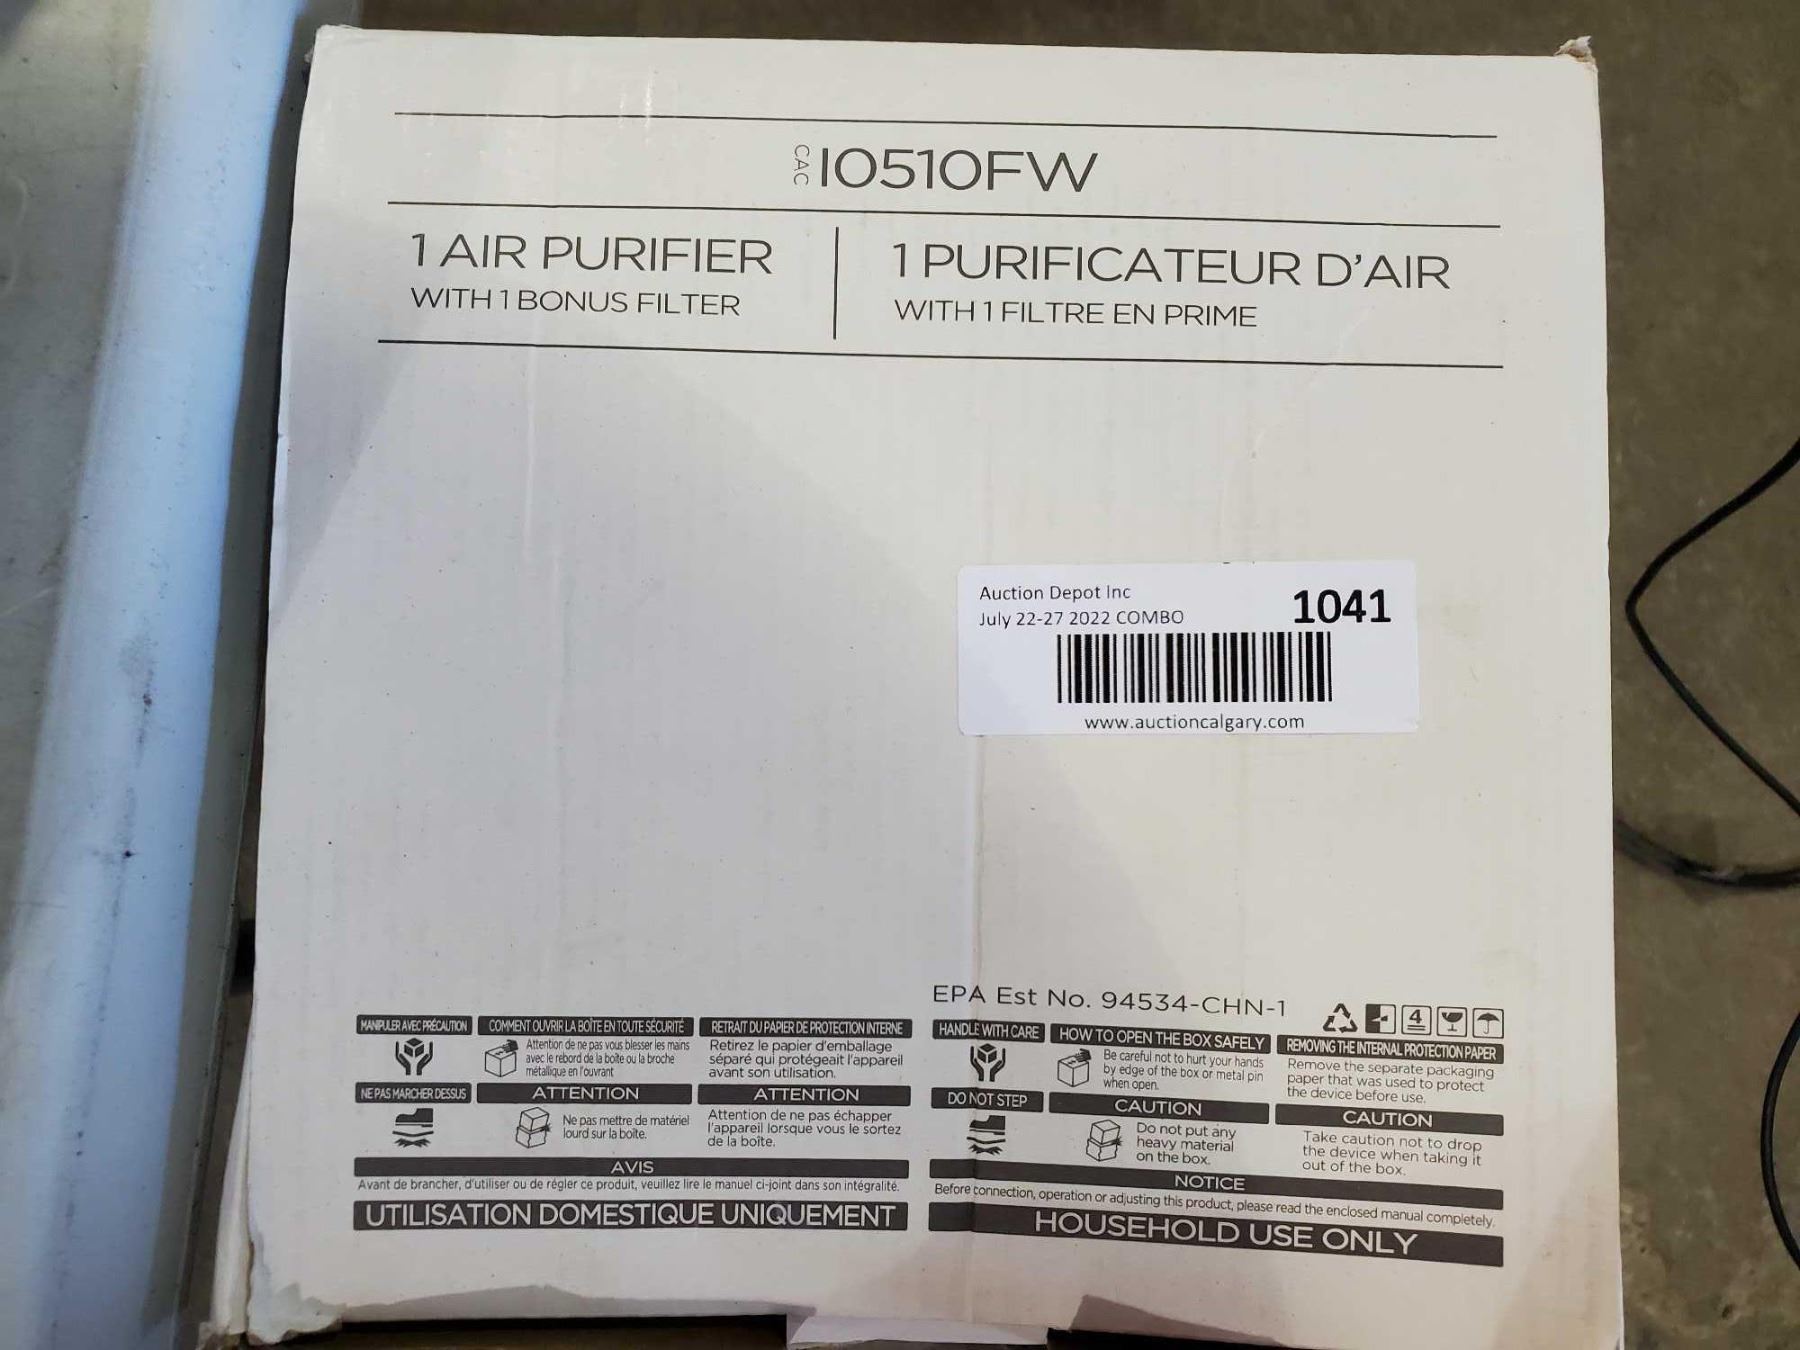 CAC I0510FW
1 AIR PURIFIER
WITH 1 BONUS FILTER
1 PURIFICATEUR D'AIR
WITH 1 FILTRE EN PRIME
Auction Depot Inc
July 22-27 2022 COMBO
1041
www.auctioncalgary.com
MANIPULER AVEC PRÉCAUTION
COMMENT OUVRIR LA BOÎTE EN TOUTE SÉCURITÉ
Attention de ne pas vous blesser les mains
avec le rebord de la boîte ou la broche
métallique en l'ouvrant
RETRAIT DU PAPIER DE PROTECTION INTERNE
Retirez le papier d'emballage
séparé qui protégeait l'appareil
avant son utilisation.
NE PAS MARCHER DESSUS
ATTENTION
Ne pas mettre de matériel
lourd sur la boîte.
ATTENTION
Attention de ne pas échapper
l'appareil lorsque vous le sortez
de la boîte.
AVIS
Avant de brancher, d'utiliser ou de régler ce produit, veuillez lire le manuel ci-joint dans son intégralité.
UTILISATION DOMESTIQUE UNIQUEMENT
EPA Est No. 94534-CHN-1
4
HANDLE WITH CARE
HOW TO OPEN THE BOX SAFELY
Be careful not to hurt your hands
by edge of the box or metal pin
when open.
REMOVING THE INTERNAL PROTECTION PAPER
Remove the separate packaging
paper that was used to protect
the device before use.
DO NOT STEP
CAUTION
Do not put any
heavy material
on the box.
CAUTION
Take caution not to drop
the device when taking it
out of the box.
NOTICE
Before connection, operation or adjusting this product, please read the enclosed manual completely.
HOUSEHOLD USE ONLY